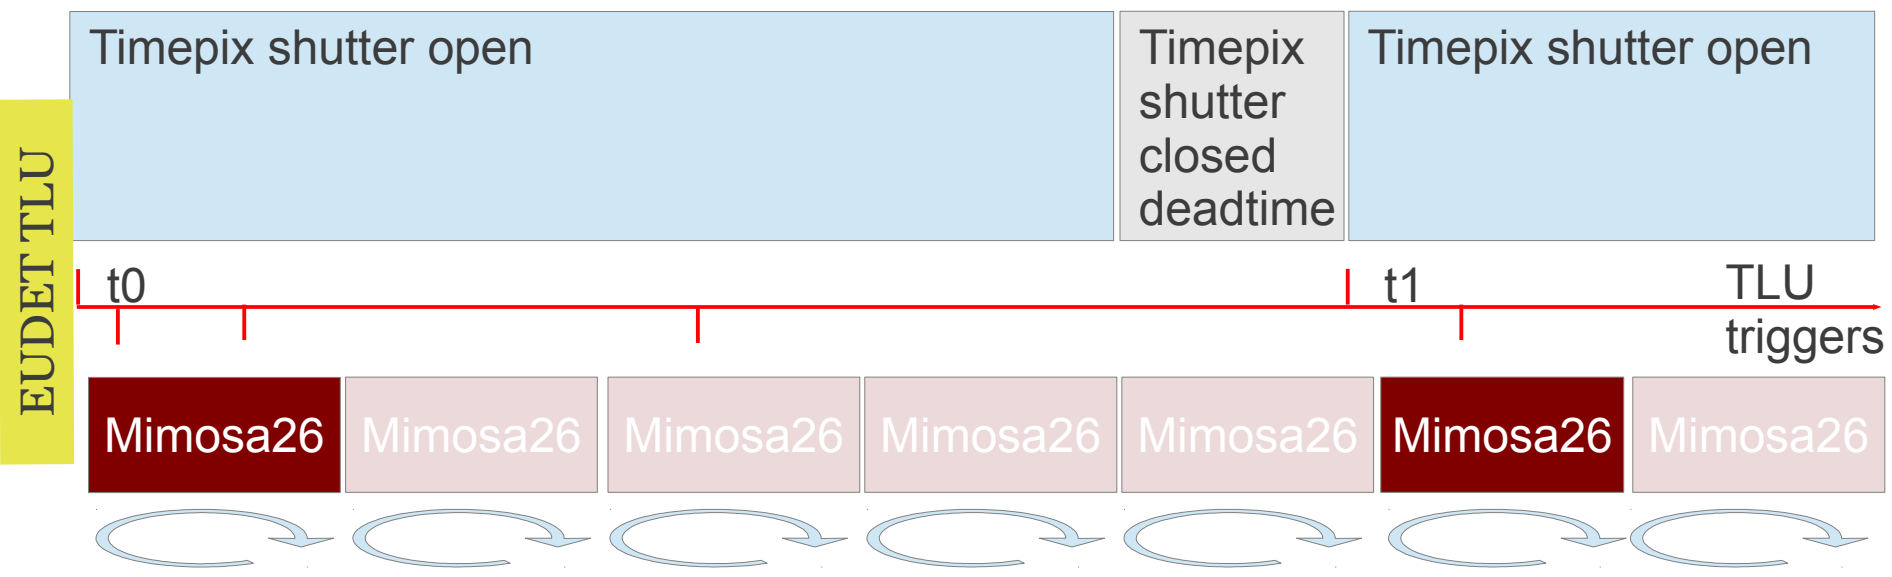 Timepix shutter open
Timepix
shutter
closed
deadtime
Timepix shutter open
EUDET TLU
t0
t1
TLU
triggers
Mimosa26
Mimosa26
Mimosa26
Mimosa26
Mimosa26
Mimosa26
Mimosa26